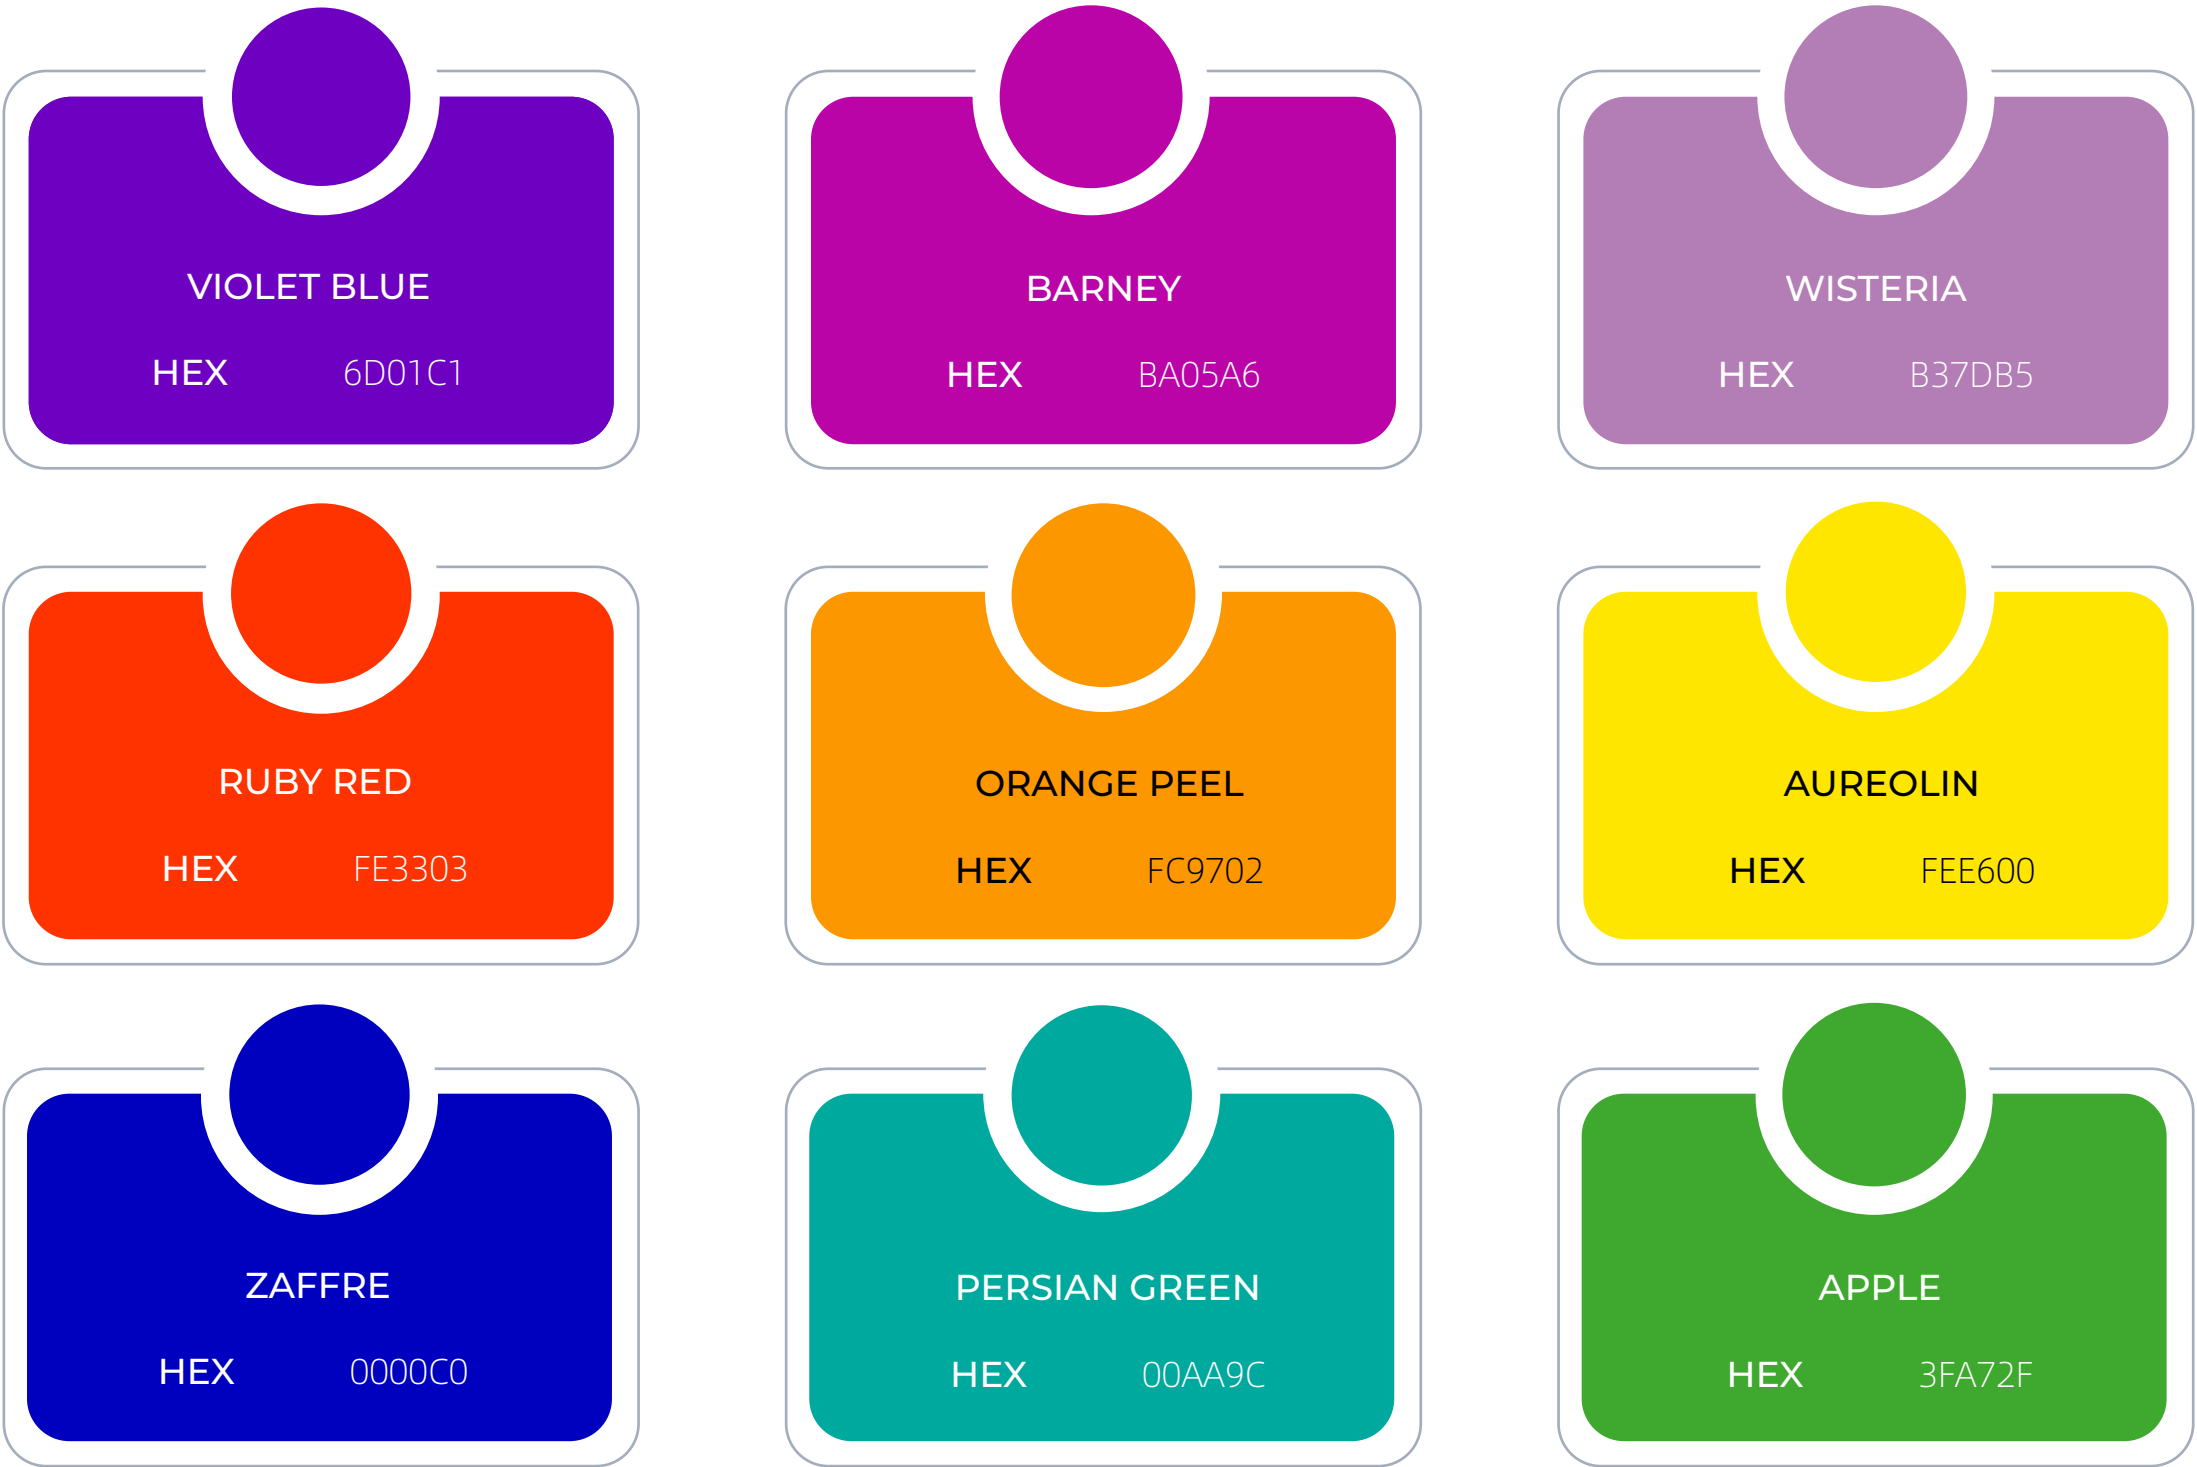 VIOLET BLUE
HEX 6D01C1
BARNEY
HEX BA05A6
WISTERIA
HEX B37DB5
RUBY RED
HEX FE3303
ORANGE PEEL
HEX FC9702
AUREOLIN
HEX FEE600
ZAFFRE
HEX 0000C0
PERSIAN GREEN
HEX 00AA9C
APPLE
HEX 3FA72F